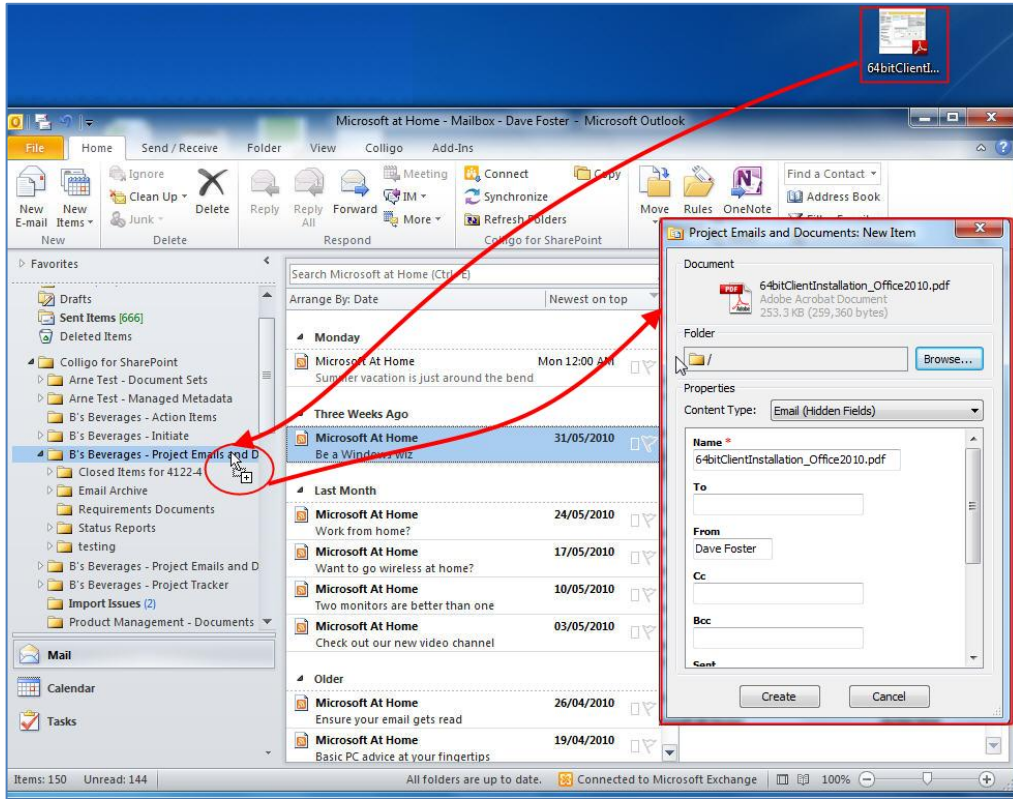 64bitClientI...
Microsoft at Home - Mailbox - Dave Foster - Microsoft Outlook
File Home Send / Receive Folder View Colligo Add-Ins
New E-mail
New Items
New
Ignore
Clean Up
Junk
Delete
Delete
Reply
Reply All
Forward
Meeting
IM
More
Respond
Connect
Copy
Synchronize
Refresh Folders
Colligo for SharePoint
Move
Rules
OneNote
Find a Contact
Address Book
Favorites
Drafts
Sent Items [666]
Deleted Items
Colligo for SharePoint
Arne Test - Document Sets
Arne Test - Managed Metadata
B's Beverages - Action Items
B's Beverages - Initiate
B's Beverages - Project Emails and D
Closed Items for 4122-4
Email Archive
Requirements Documents
Status Reports
testing
B's Beverages - Project Emails and D
B's Beverages - Project Tracker
Import Issues (2)
Product Management - Documents
Mail
Calendar
Tasks
Search Microsoft at Home (Ctrl+E)
Arrange By: Date Newest on top
Monday
Microsoft At Home Mon 12:00 AM
Summer vacation is just around the bend
Three Weeks Ago
Microsoft At Home 31/05/2010
Be a Windows wiz
Last Month
Microsoft At Home 24/05/2010
Work from home?
Microsoft At Home 17/05/2010
Want to go wireless at home?
Microsoft At Home 10/05/2010
Two monitors are better than one
Microsoft At Home 03/05/2010
Check out our new video channel
Older
Microsoft At Home 26/04/2010
Ensure your email gets read
Microsoft At Home 19/04/2010
Basic PC advice at your fingertips
Project Emails and Documents: New Item
Document
PDF
Adobe
64bitClientInstallation_Office2010.pdf
Adobe Acrobat Document
253.3 KB (259,360 bytes)
Folder
/
Browse...
Properties
Content Type: Email (Hidden Fields)
Name *
64bitClientInstallation_Office2010.pdf
To
From
Dave Foster
Cc
Bcc
Sent
Create Cancel
Items: 150 Unread: 144 All folders are up to date. Connected to Microsoft Exchange 100%